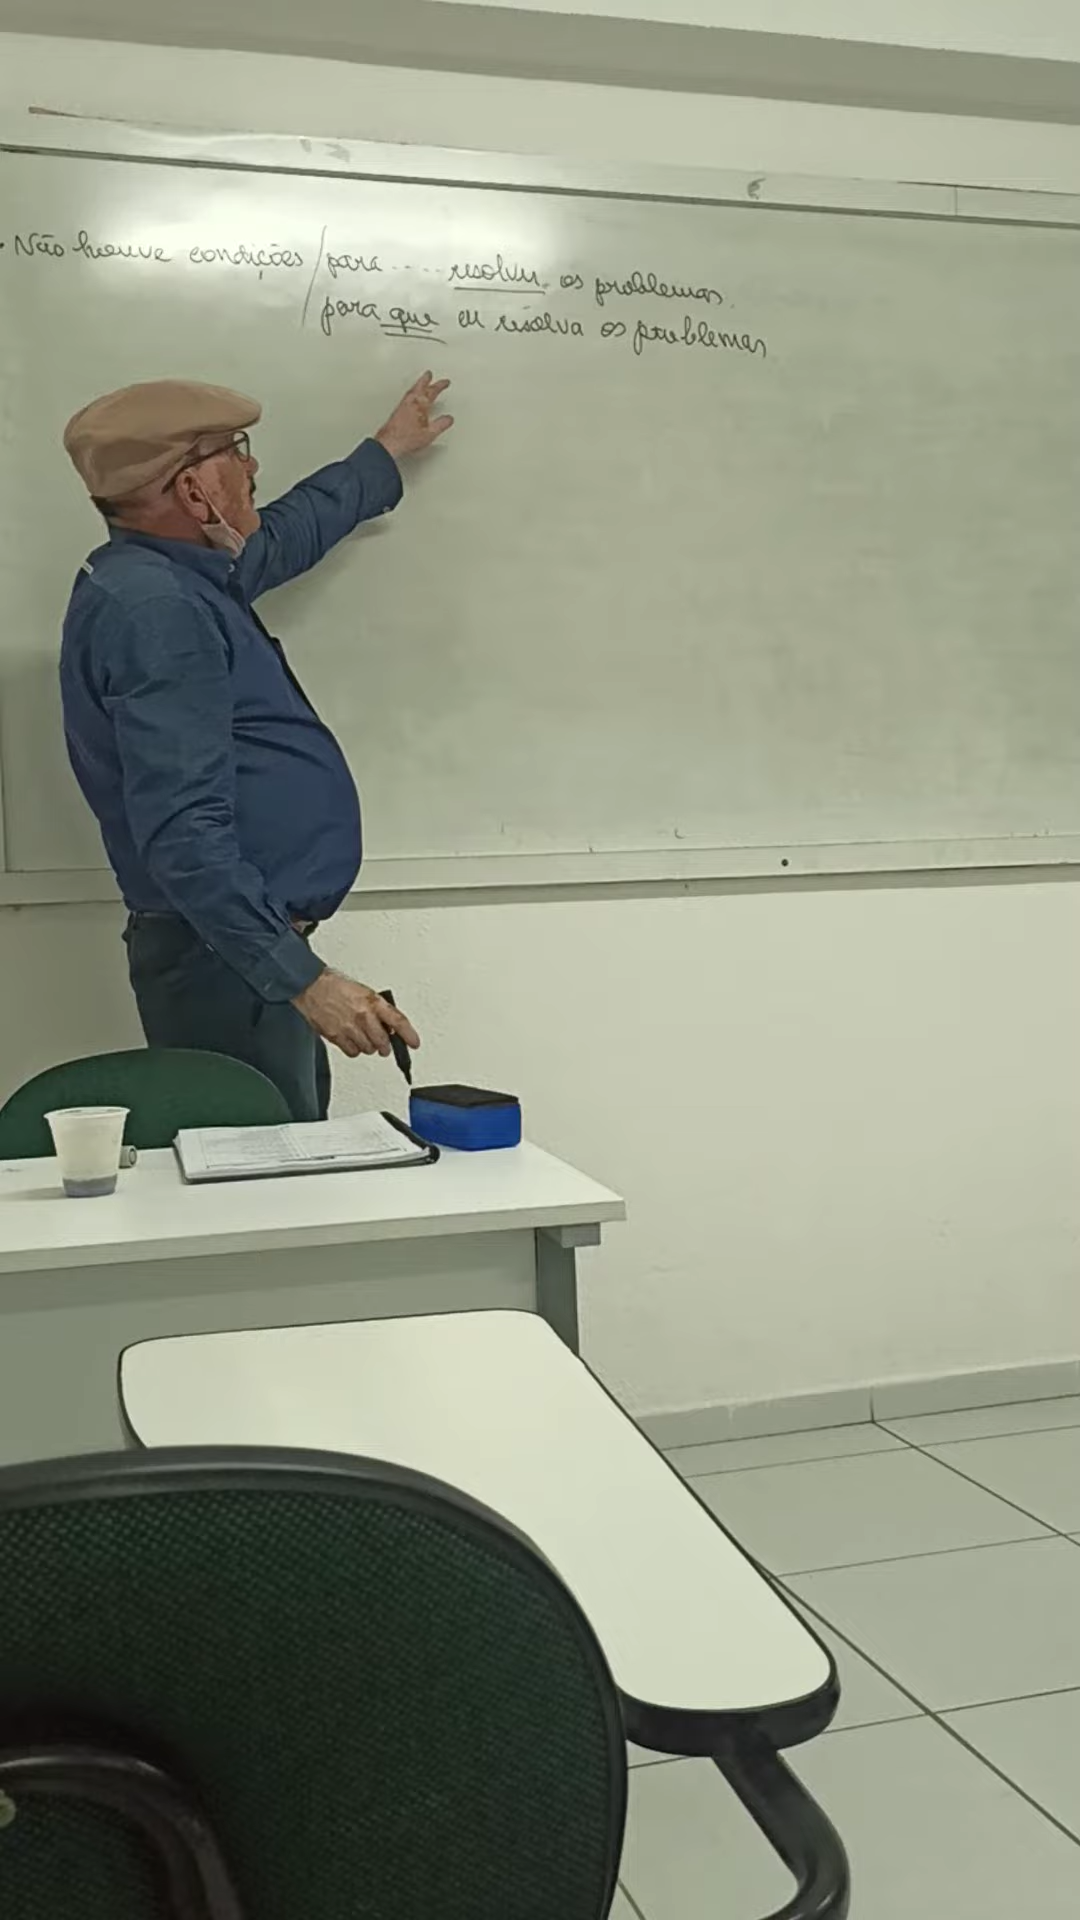 . Não houve condições / para .... resolver os problemas.
/ para que eu resolva os problemas